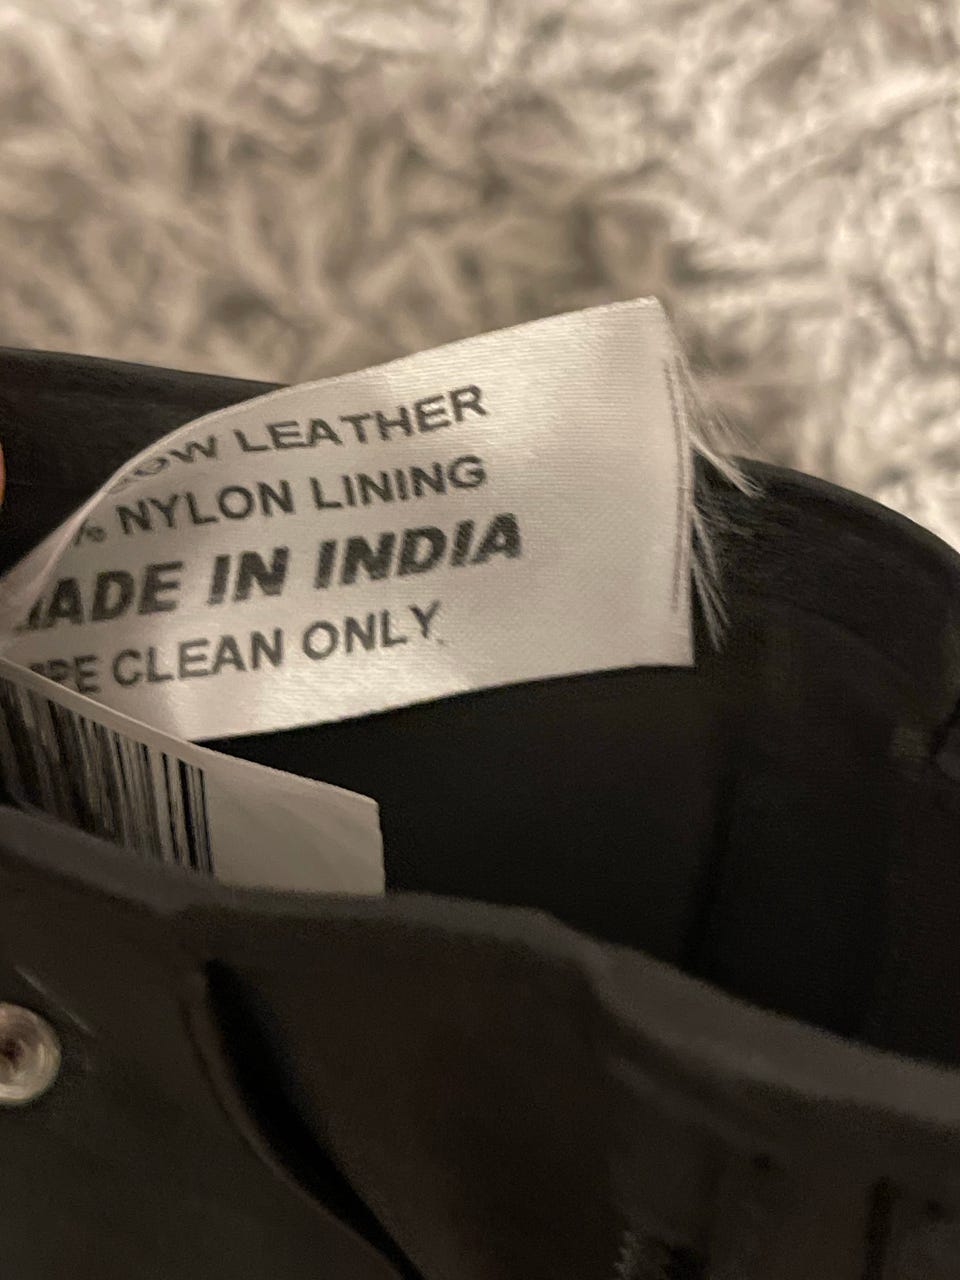 COW LEATHER
% NYLON LINING
MADE IN INDIA
CLEAN ONLY